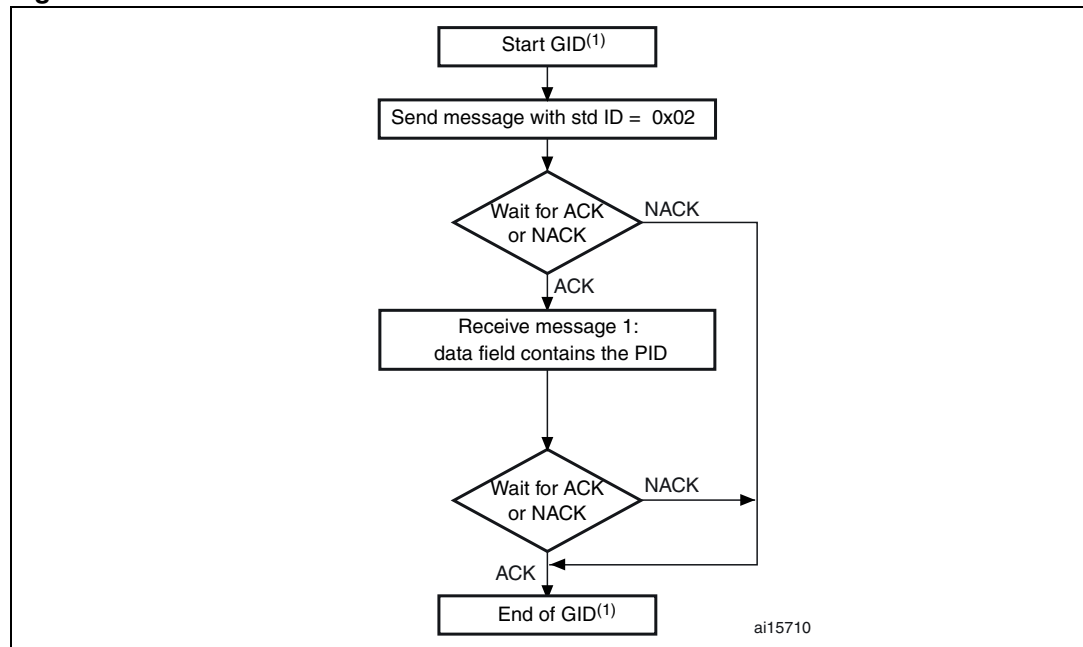 Start GID(1)
Send message with std ID = 0x02
Wait for ACK
or NACK
NACK
ACK
Receive message 1:
data field contains the PID
Wait for ACK
or NACK
NACK
ACK
End of GID(1)
ai15710